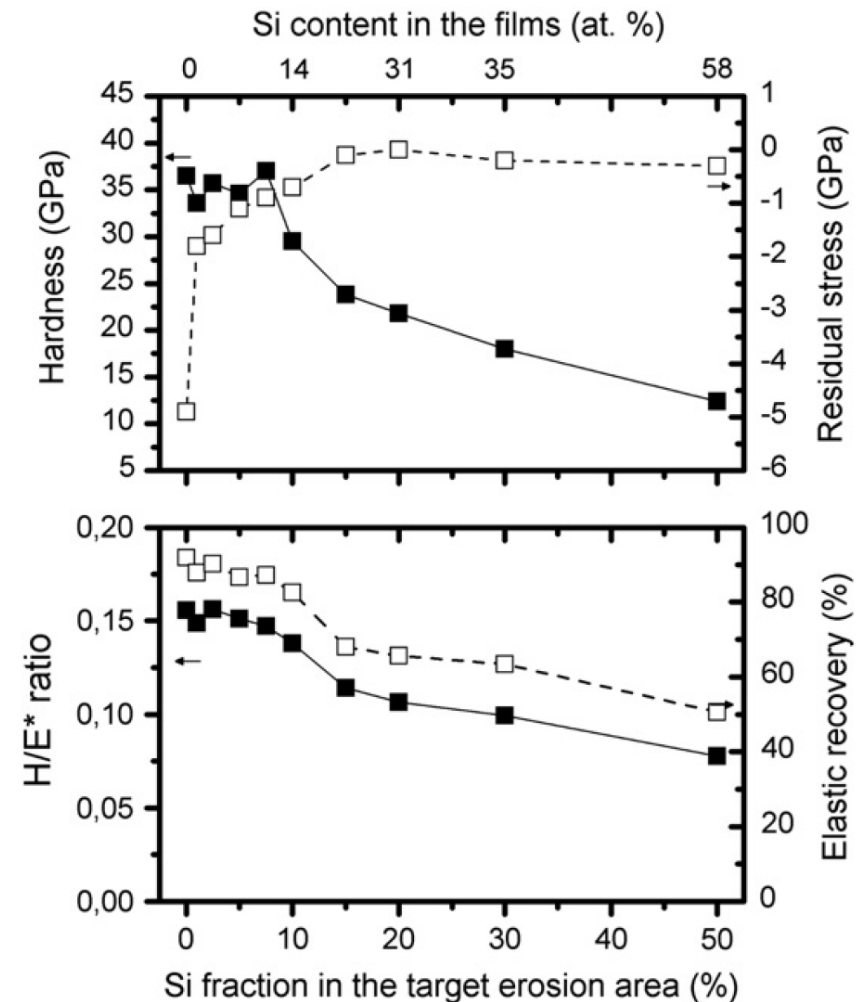 Si content in the films (at. %)
0 14 31 35 58
45 1
40 0
35 -1
30 -2
25 -3
20
15 -4
10 -5
5 -6
Hardness (GPa)
Residual stress (GPa)
0,20 100
80
0,15
60
0,10
40
0,05
20
0,00 0
H/E* ratio
Elastic recovery (%)
0 10 20 30 40 50
Si fraction in the target erosion area (%)